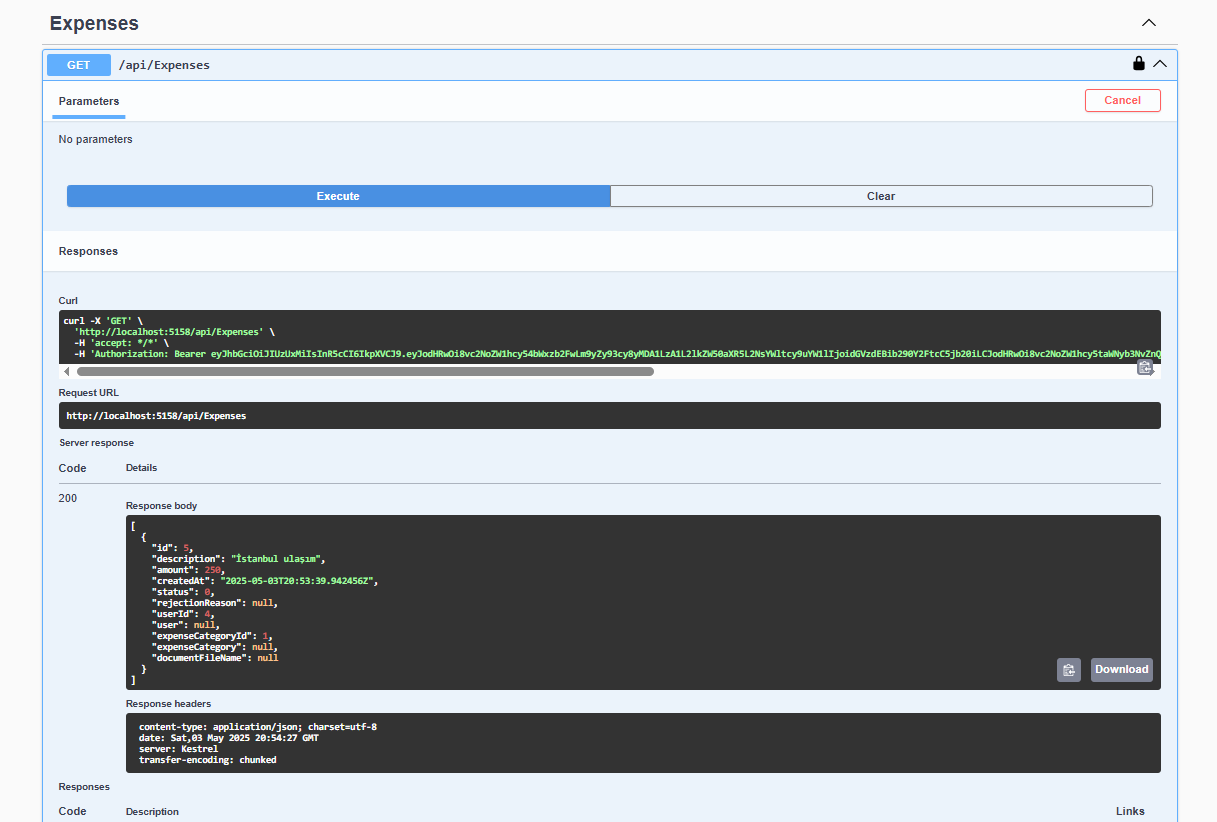 Expenses
GET /api/Expenses
Parameters
Cancel
No parameters
Execute
Clear
Responses
Curl
curl -X 'GET' \
'http://localhost:5158/api/Expenses' \
-H 'accept: */*' \
-H 'Authorization: Bearer
Request URL
http://localhost:5158/api/Expenses
Server response
Code Details
200
Response body
[
{
"id": 5,
"description": "İstanbul ulaşım",
"amount": 250,
"createdAt": "2025-05-03T20:53:39.942456Z",
"status": 0,
"rejectionReason": null,
"userId": 4,
"user": null,
"expenseCategoryId": 1,
"expenseCategory": null,
"documentFileName": null
}
]
Download
Response headers
content-type: application/json; charset=utf-8
date: Sat,03 May 2025 20:54:27 GMT
server: Kestrel
transfer-encoding: chunked
Responses
Code Description Links